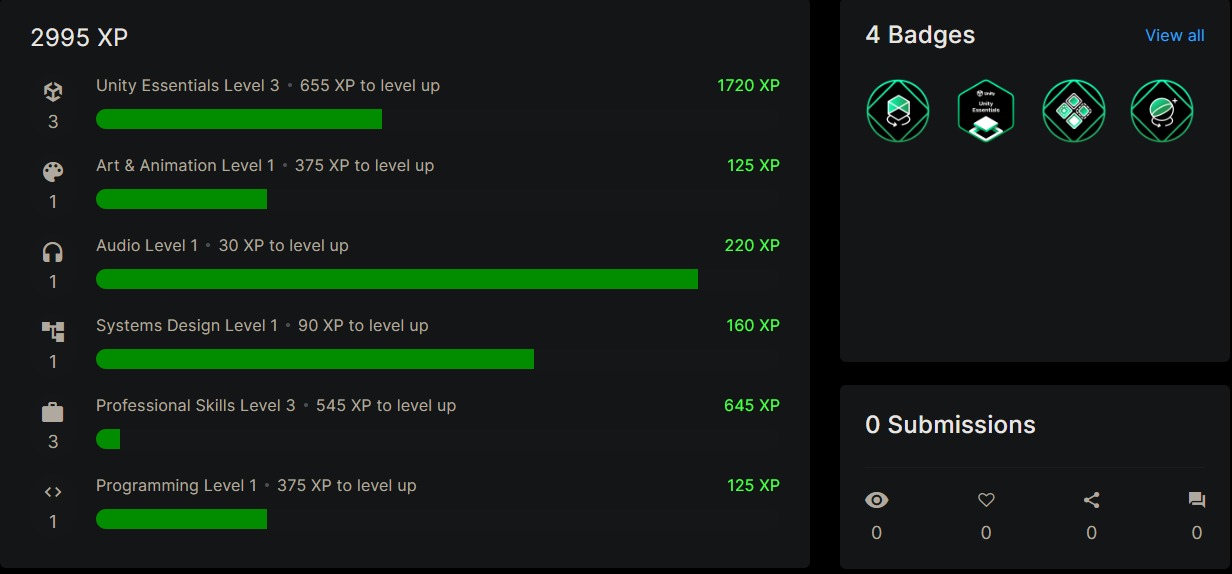 2995 XP
Unity Essentials Level 3 • 655 XP to level up
1720 XP
3
Art & Animation Level 1 • 375 XP to level up
125 XP
1
Audio Level 1 • 30 XP to level up
220 XP
1
Systems Design Level 1 • 90 XP to level up
160 XP
1
Professional Skills Level 3 • 545 XP to level up
645 XP
3
Programming Level 1 • 375 XP to level up
125 XP
1
4 Badges
View all
Unity
Unity
Essentials
0 Submissions
0 0 0 0